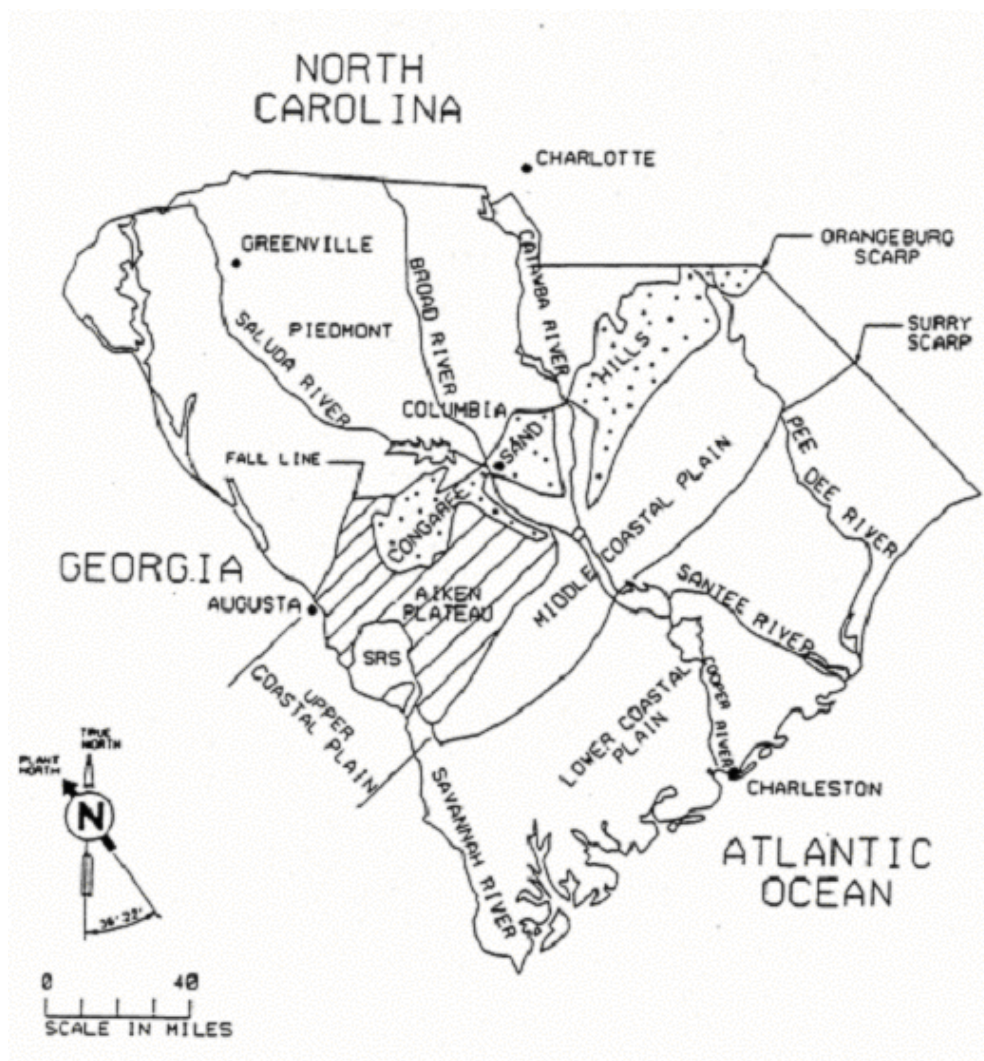 NORTH
CAROLINA
CHARLOTTE
ORANGEBURG
SCARP
GREENVILLE
CATAWBA RIVER
BROAD RIVER
PIEDMONT
SURRY
SCARP
SALUDA RIVER
HILLS
COLUMBIA
SAND
FALL LINE
PEE DEE RIVER
CONGAREE
MIDDLE COASTAL PLAIN
GEORGIA
AUGUSTA
AIKEN
PLATEAU
SANTEE RIVER
SRS
UPPER
COASTAL PLAIN
COOPER RIVER
LOWER COASTAL
PLAIN
TRUE
NORTH
PLANT
NORTH
N
SAVANNAH RIVER
CHARLESTON
ATLANTIC
OCEAN
0 40
SCALE IN MILES